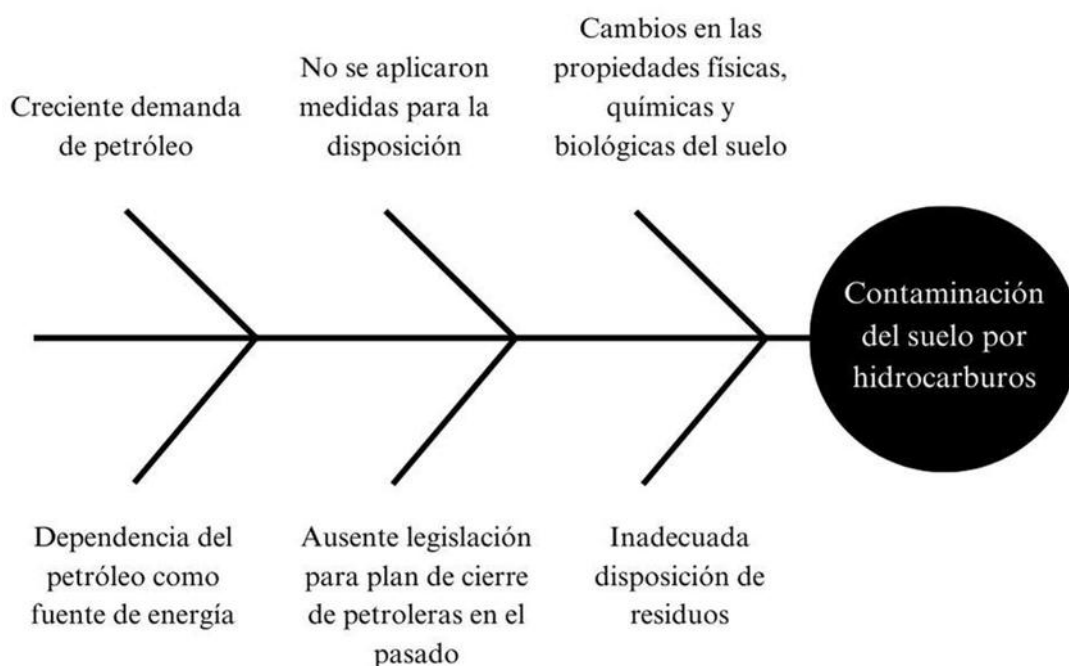 Creciente demanda
de petróleo
No se aplicaron
medidas para la
disposición
Cambios en las
propiedades físicas,
químicas y
biológicas del suelo
Contaminación
del suelo por
hidrocarburos
Dependencia del
petróleo como
fuente de energía
Ausente legislación
para plan de cierre
de petroleras en el
pasado
Inadecuada
disposición de
residuos